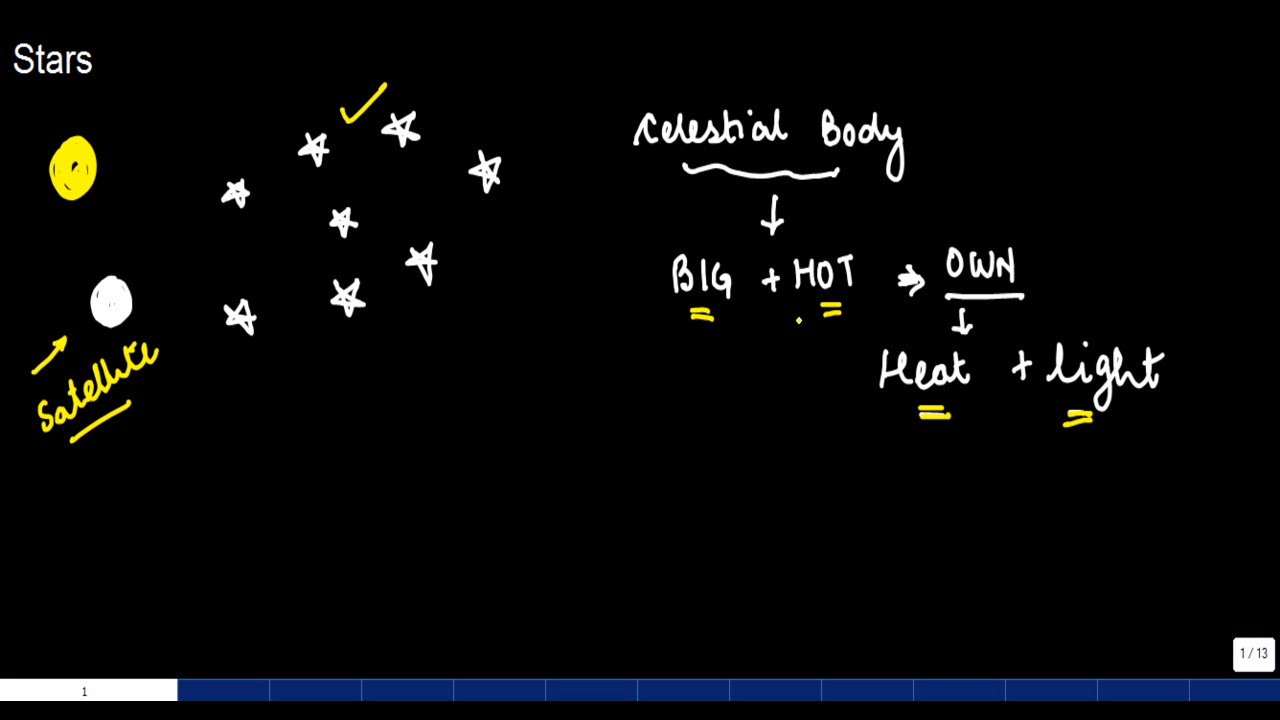 Stars
Celestial Body
BIG + HOT → OWN
Heat + light
Satellite
1 / 13
1